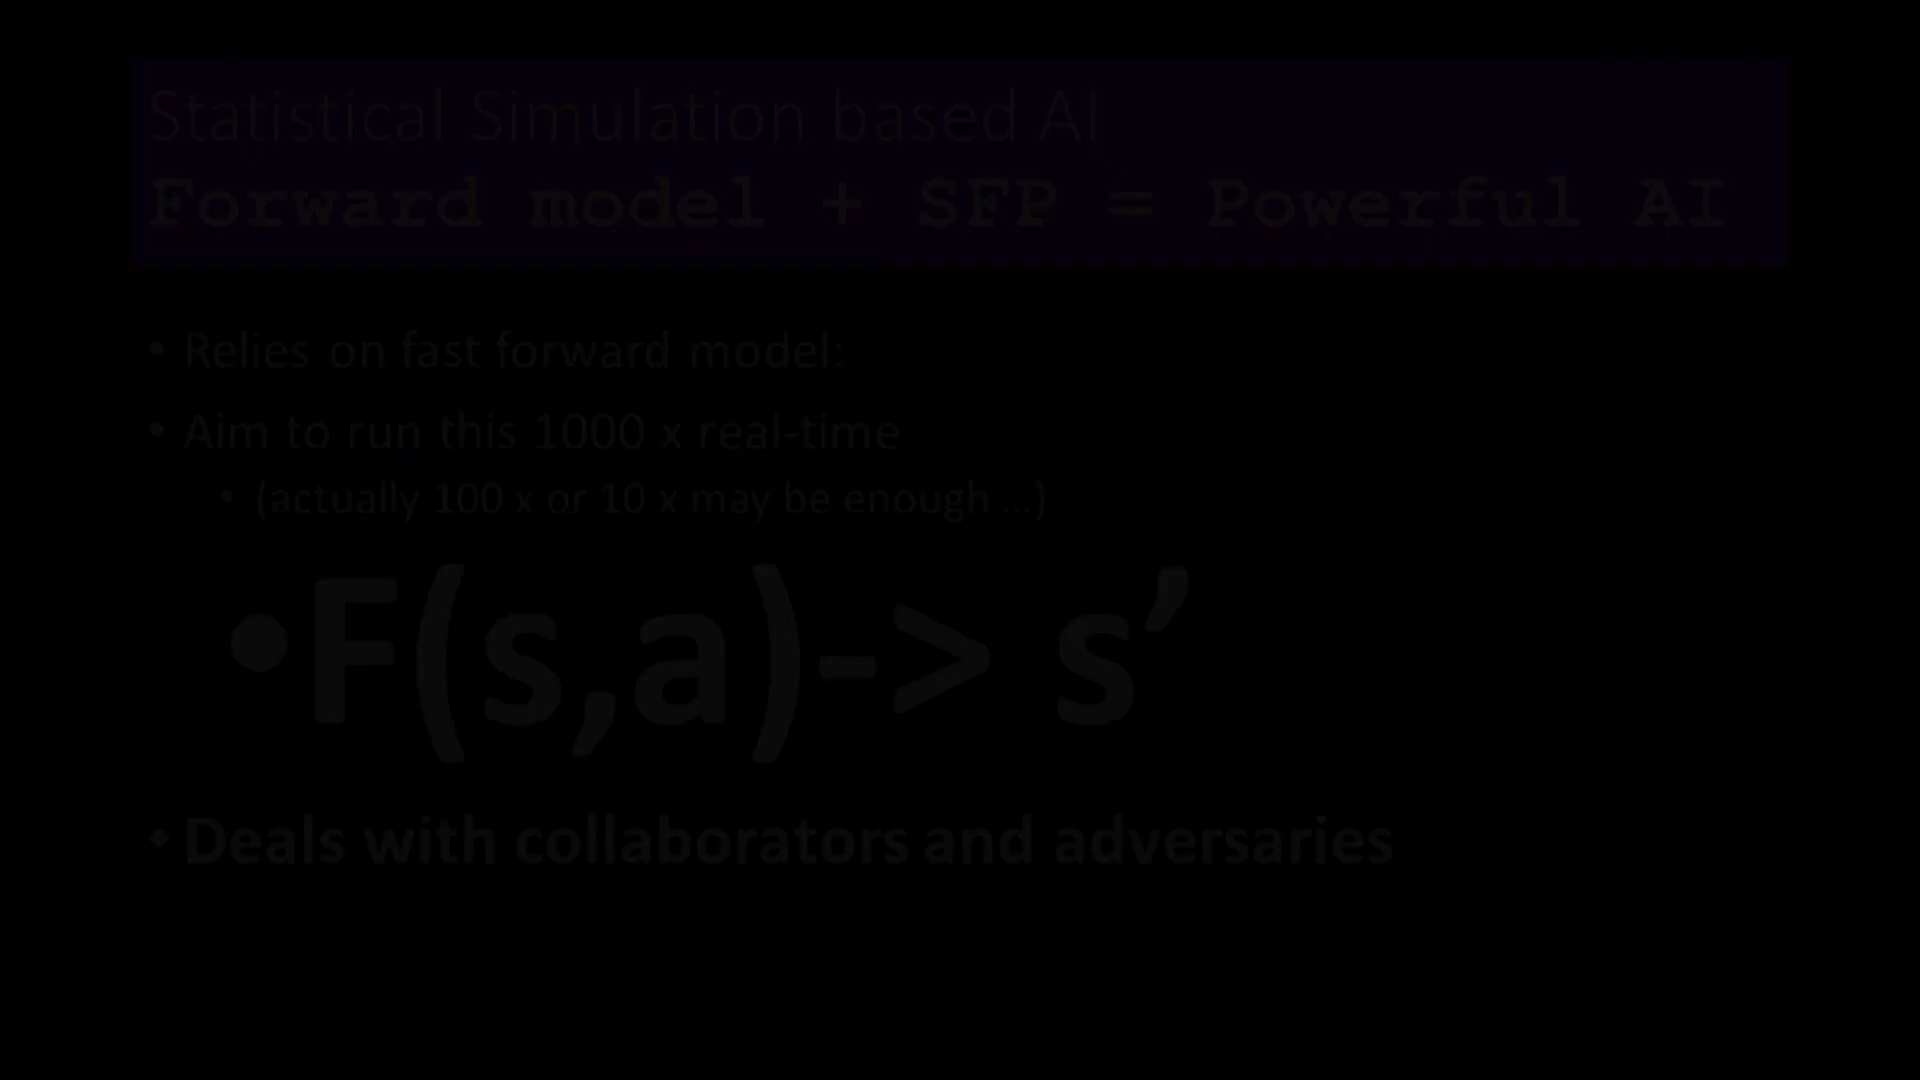 Statistical Simulation based AI
Forward model + SFP = Powerful AI
• Relies on fast forward model:
• Aim to run this 1000 x real-time
• (actually 100 x or 10 x may be enough ...)
•F(s,a)-> s’
• Deals with collaborators and adversaries